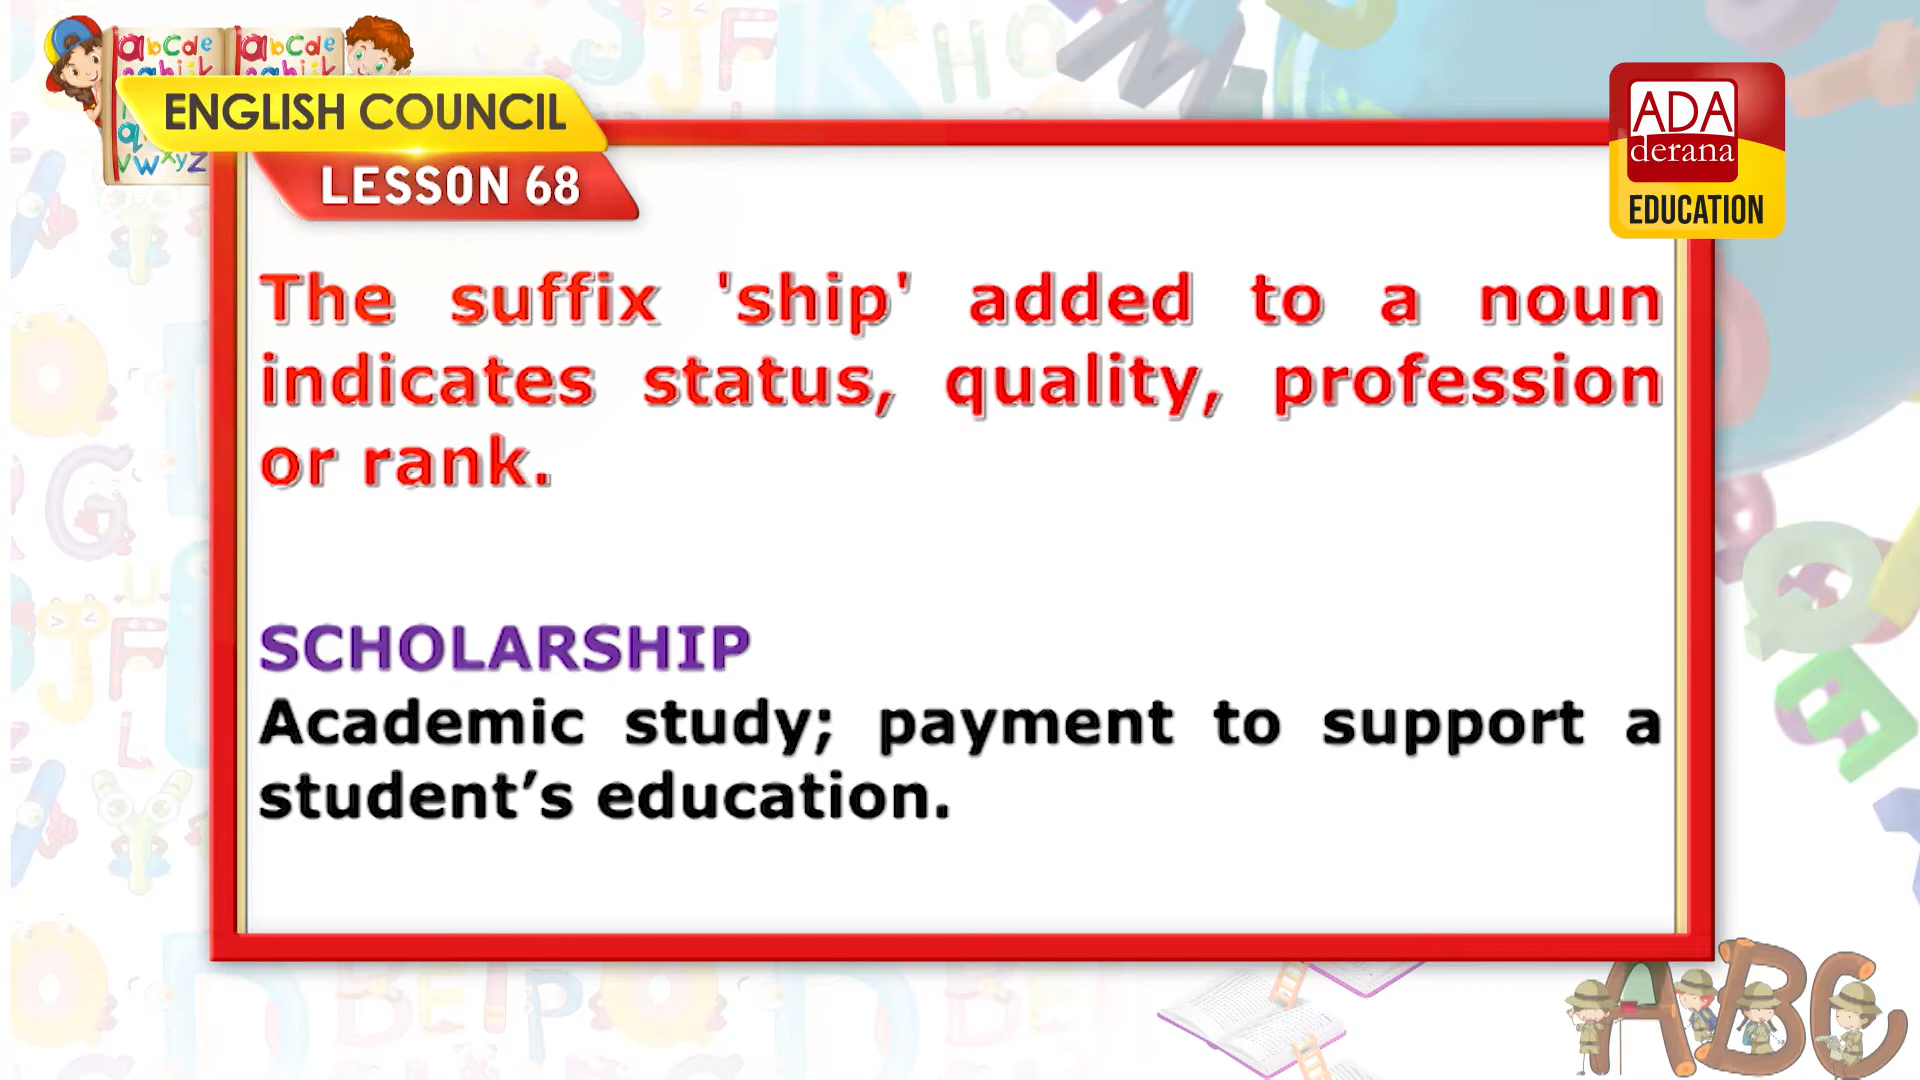 ENGLISH COUNCIL
LESSON 68
ADA
derana
EDUCATION
The suffix 'ship' added to a noun
indicates status, quality, profession
or rank.
SCHOLARSHIP
Academic study; payment to support a
student’s education.
ABC